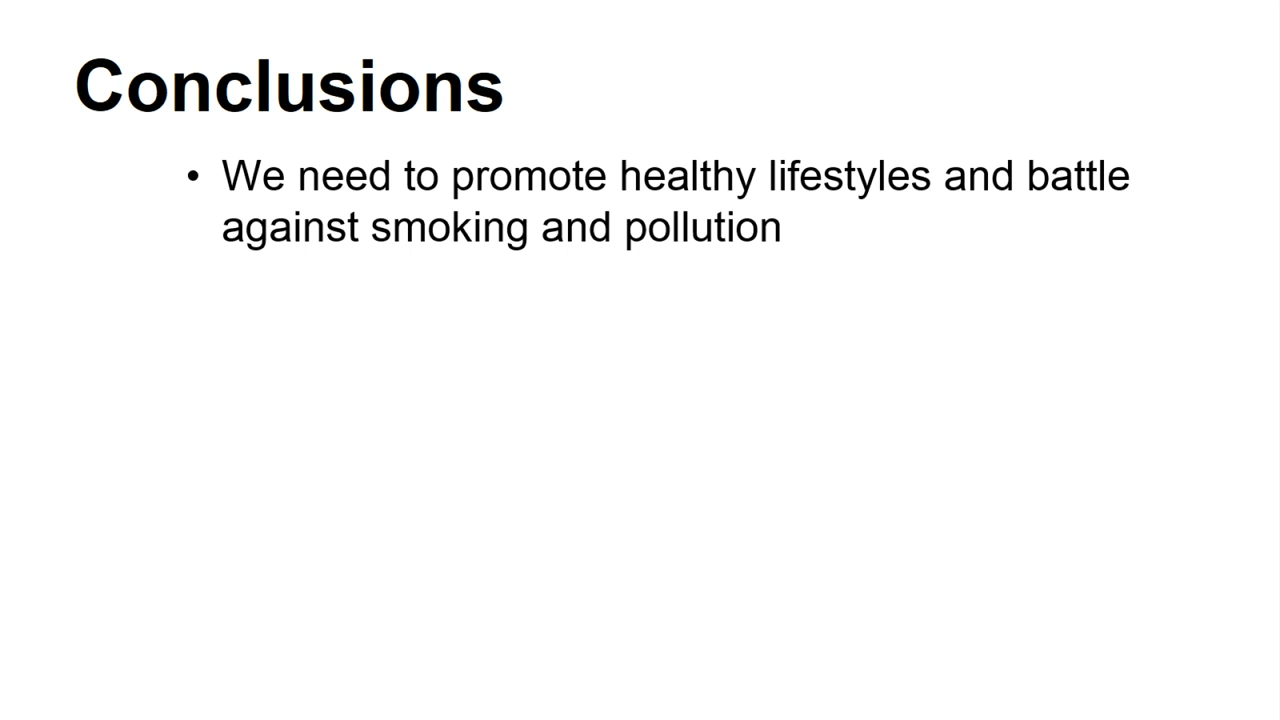 Conclusions
• We need to promote healthy lifestyles and battle
against smoking and pollution